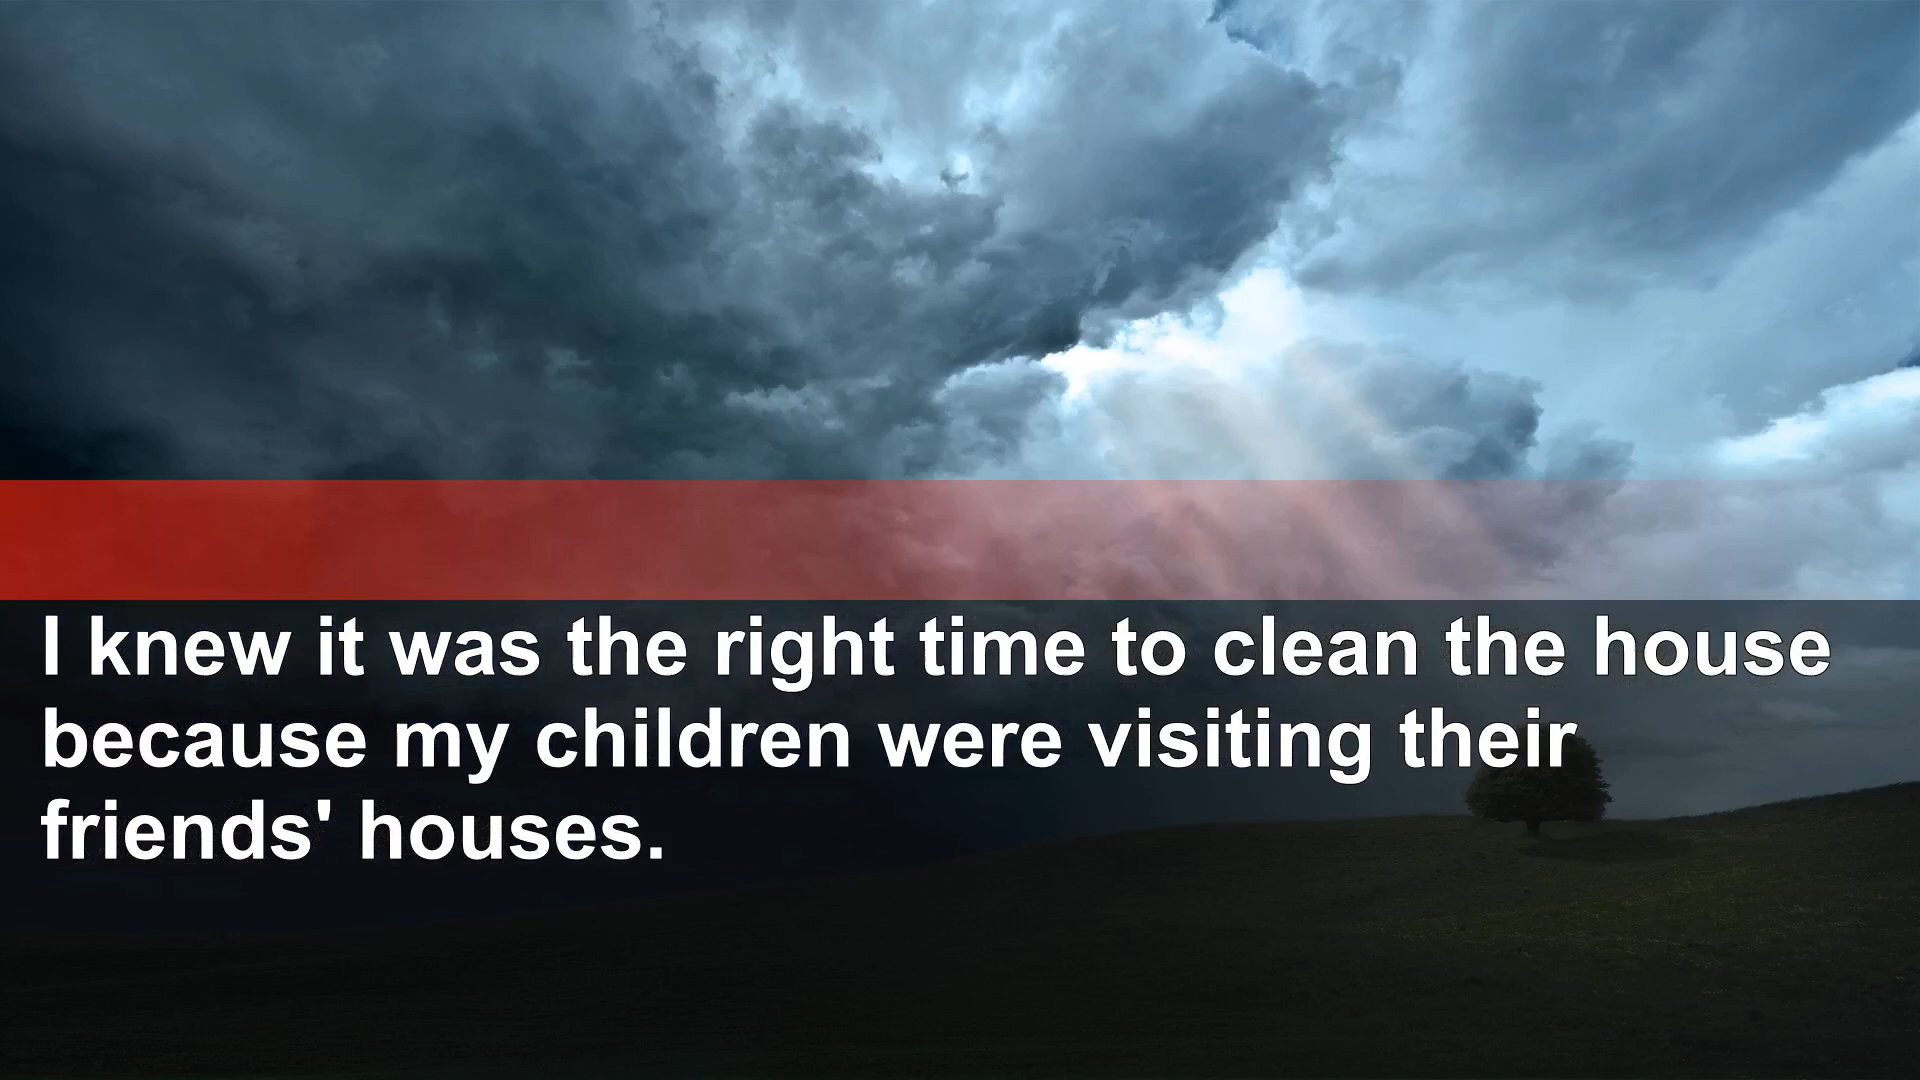 I knew it was the right time to clean the house
because my children were visiting their
friends' houses.